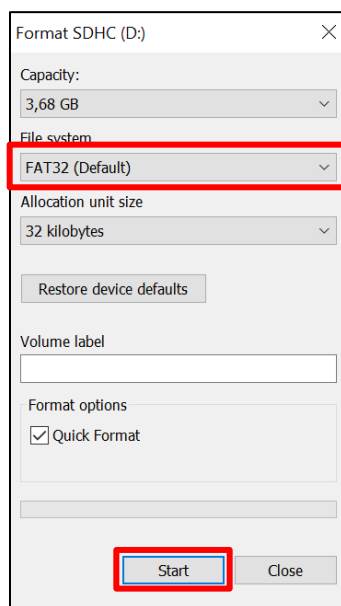 Format SDHC (D:)
Capacity:
3,68 GB
File system
FAT32 (Default)
Allocation unit size
32 kilobytes
Restore device defaults
Volume label
Format options
Quick Format
Start Close